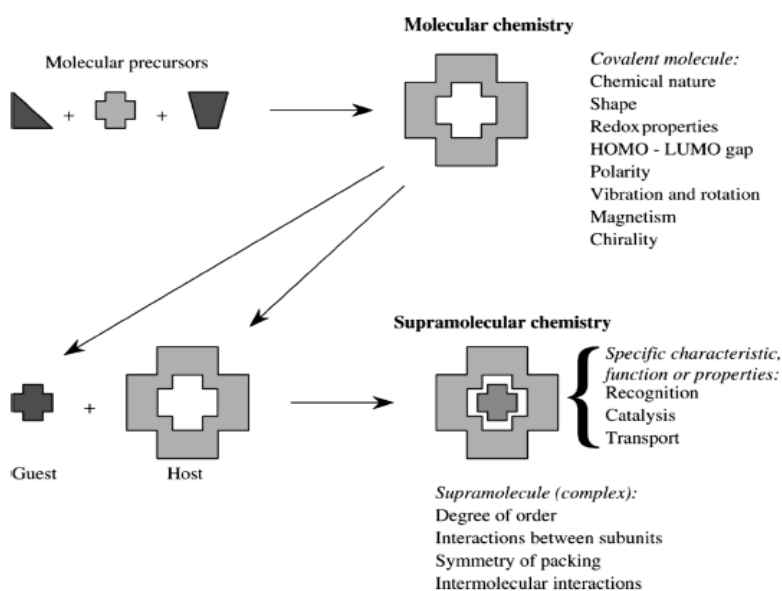 Molecular chemistry
Molecular precursors
+
+
Covalent molecule:
Chemical nature
Shape
Redox properties
HOMO - LUMO gap
Polarity
Vibration and rotation
Magnetism
Chirality
Supramolecular chemistry
+
Guest
Host
Specific characteristic,
function or properties:
Recognition
Catalysis
Transport
Supramolecule (complex):
Degree of order
Interactions between subunits
Symmetry of packing
Intermolecular interactions